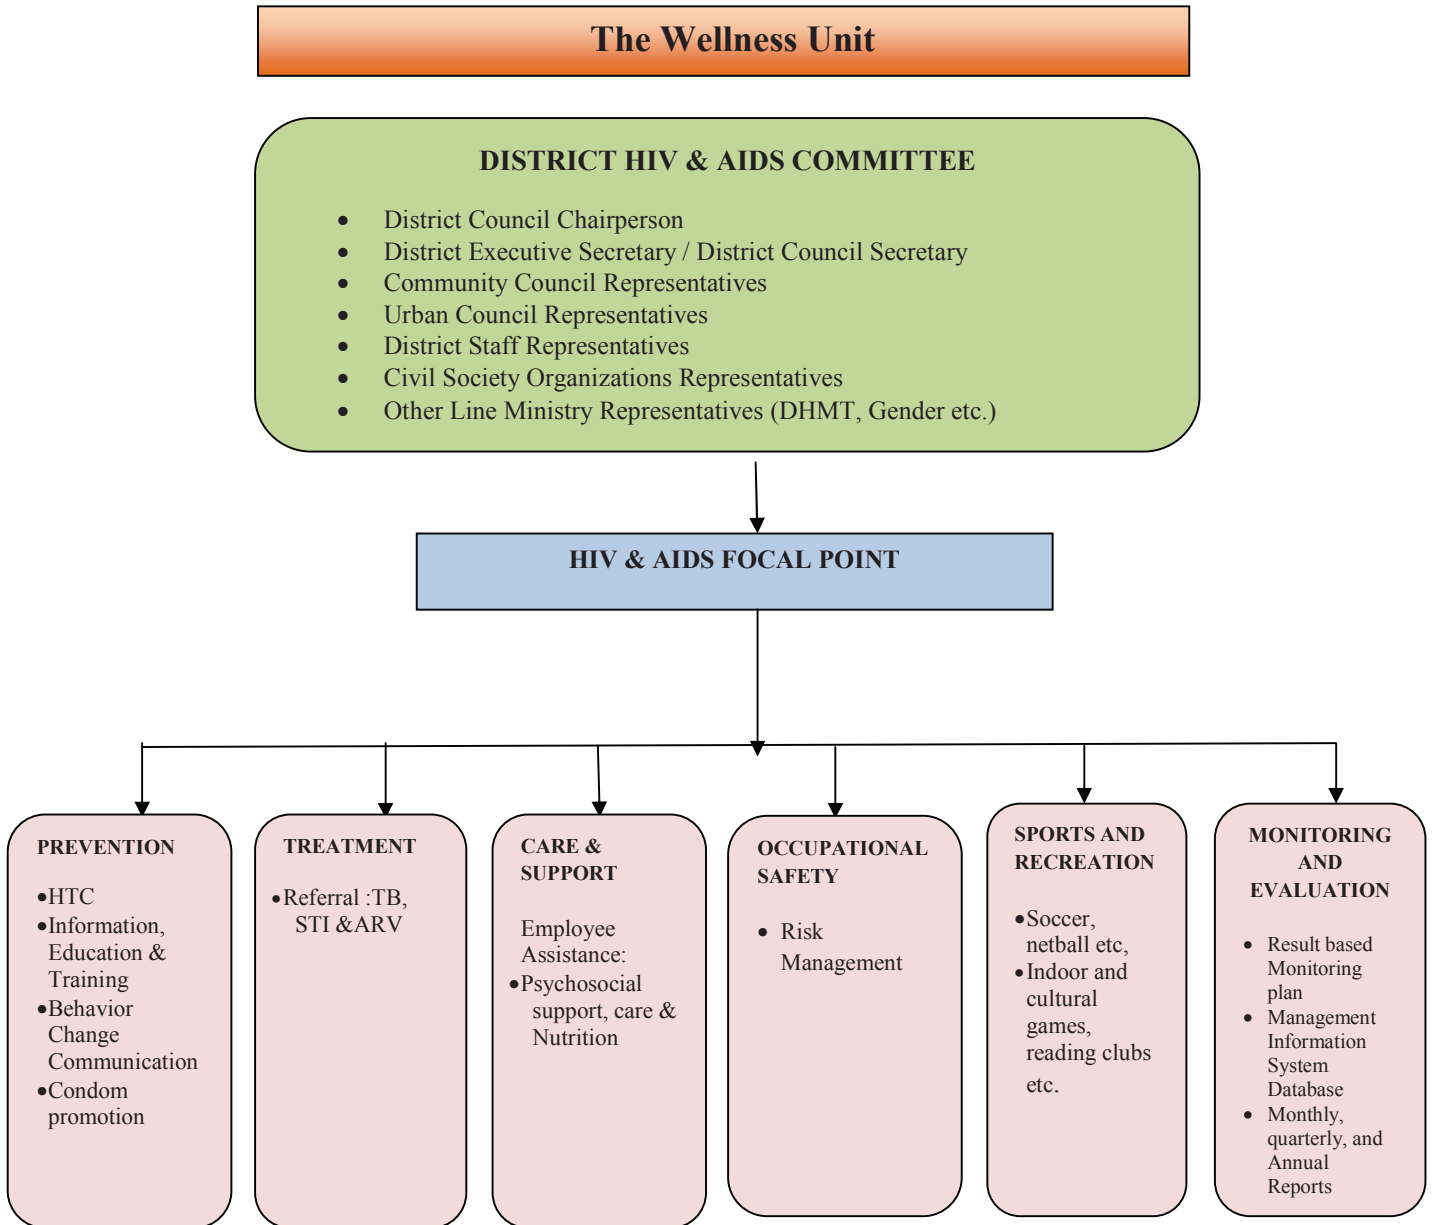 The Wellness Unit
DISTRICT HIV & AIDS COMMITTEE
• District Council Chairperson
• District Executive Secretary / District Council Secretary
• Community Council Representatives
• Urban Council Representatives
• District Staff Representatives
• Civil Society Organizations Representatives
• Other Line Ministry Representatives (DHMT, Gender etc.)
HIV & AIDS FOCAL POINT
PREVENTION
•HTC
•Information,
Education &
Training
•Behavior
Change
Communication
•Condom
promotion
TREATMENT
•Referral :TB,
STI &ARV
CARE &
SUPPORT
Employee
Assistance:
•Psychosocial
support, care &
Nutrition
OCCUPATIONAL
SAFETY
• Risk
Management
SPORTS AND
RECREATION
•Soccer,
netball etc,
•Indoor and
cultural
games,
reading clubs
etc.
MONITORING
AND
EVALUATION
• Result based
Monitoring
plan
• Management
Information
System
Database
• Monthly,
quarterly, and
Annual
Reports